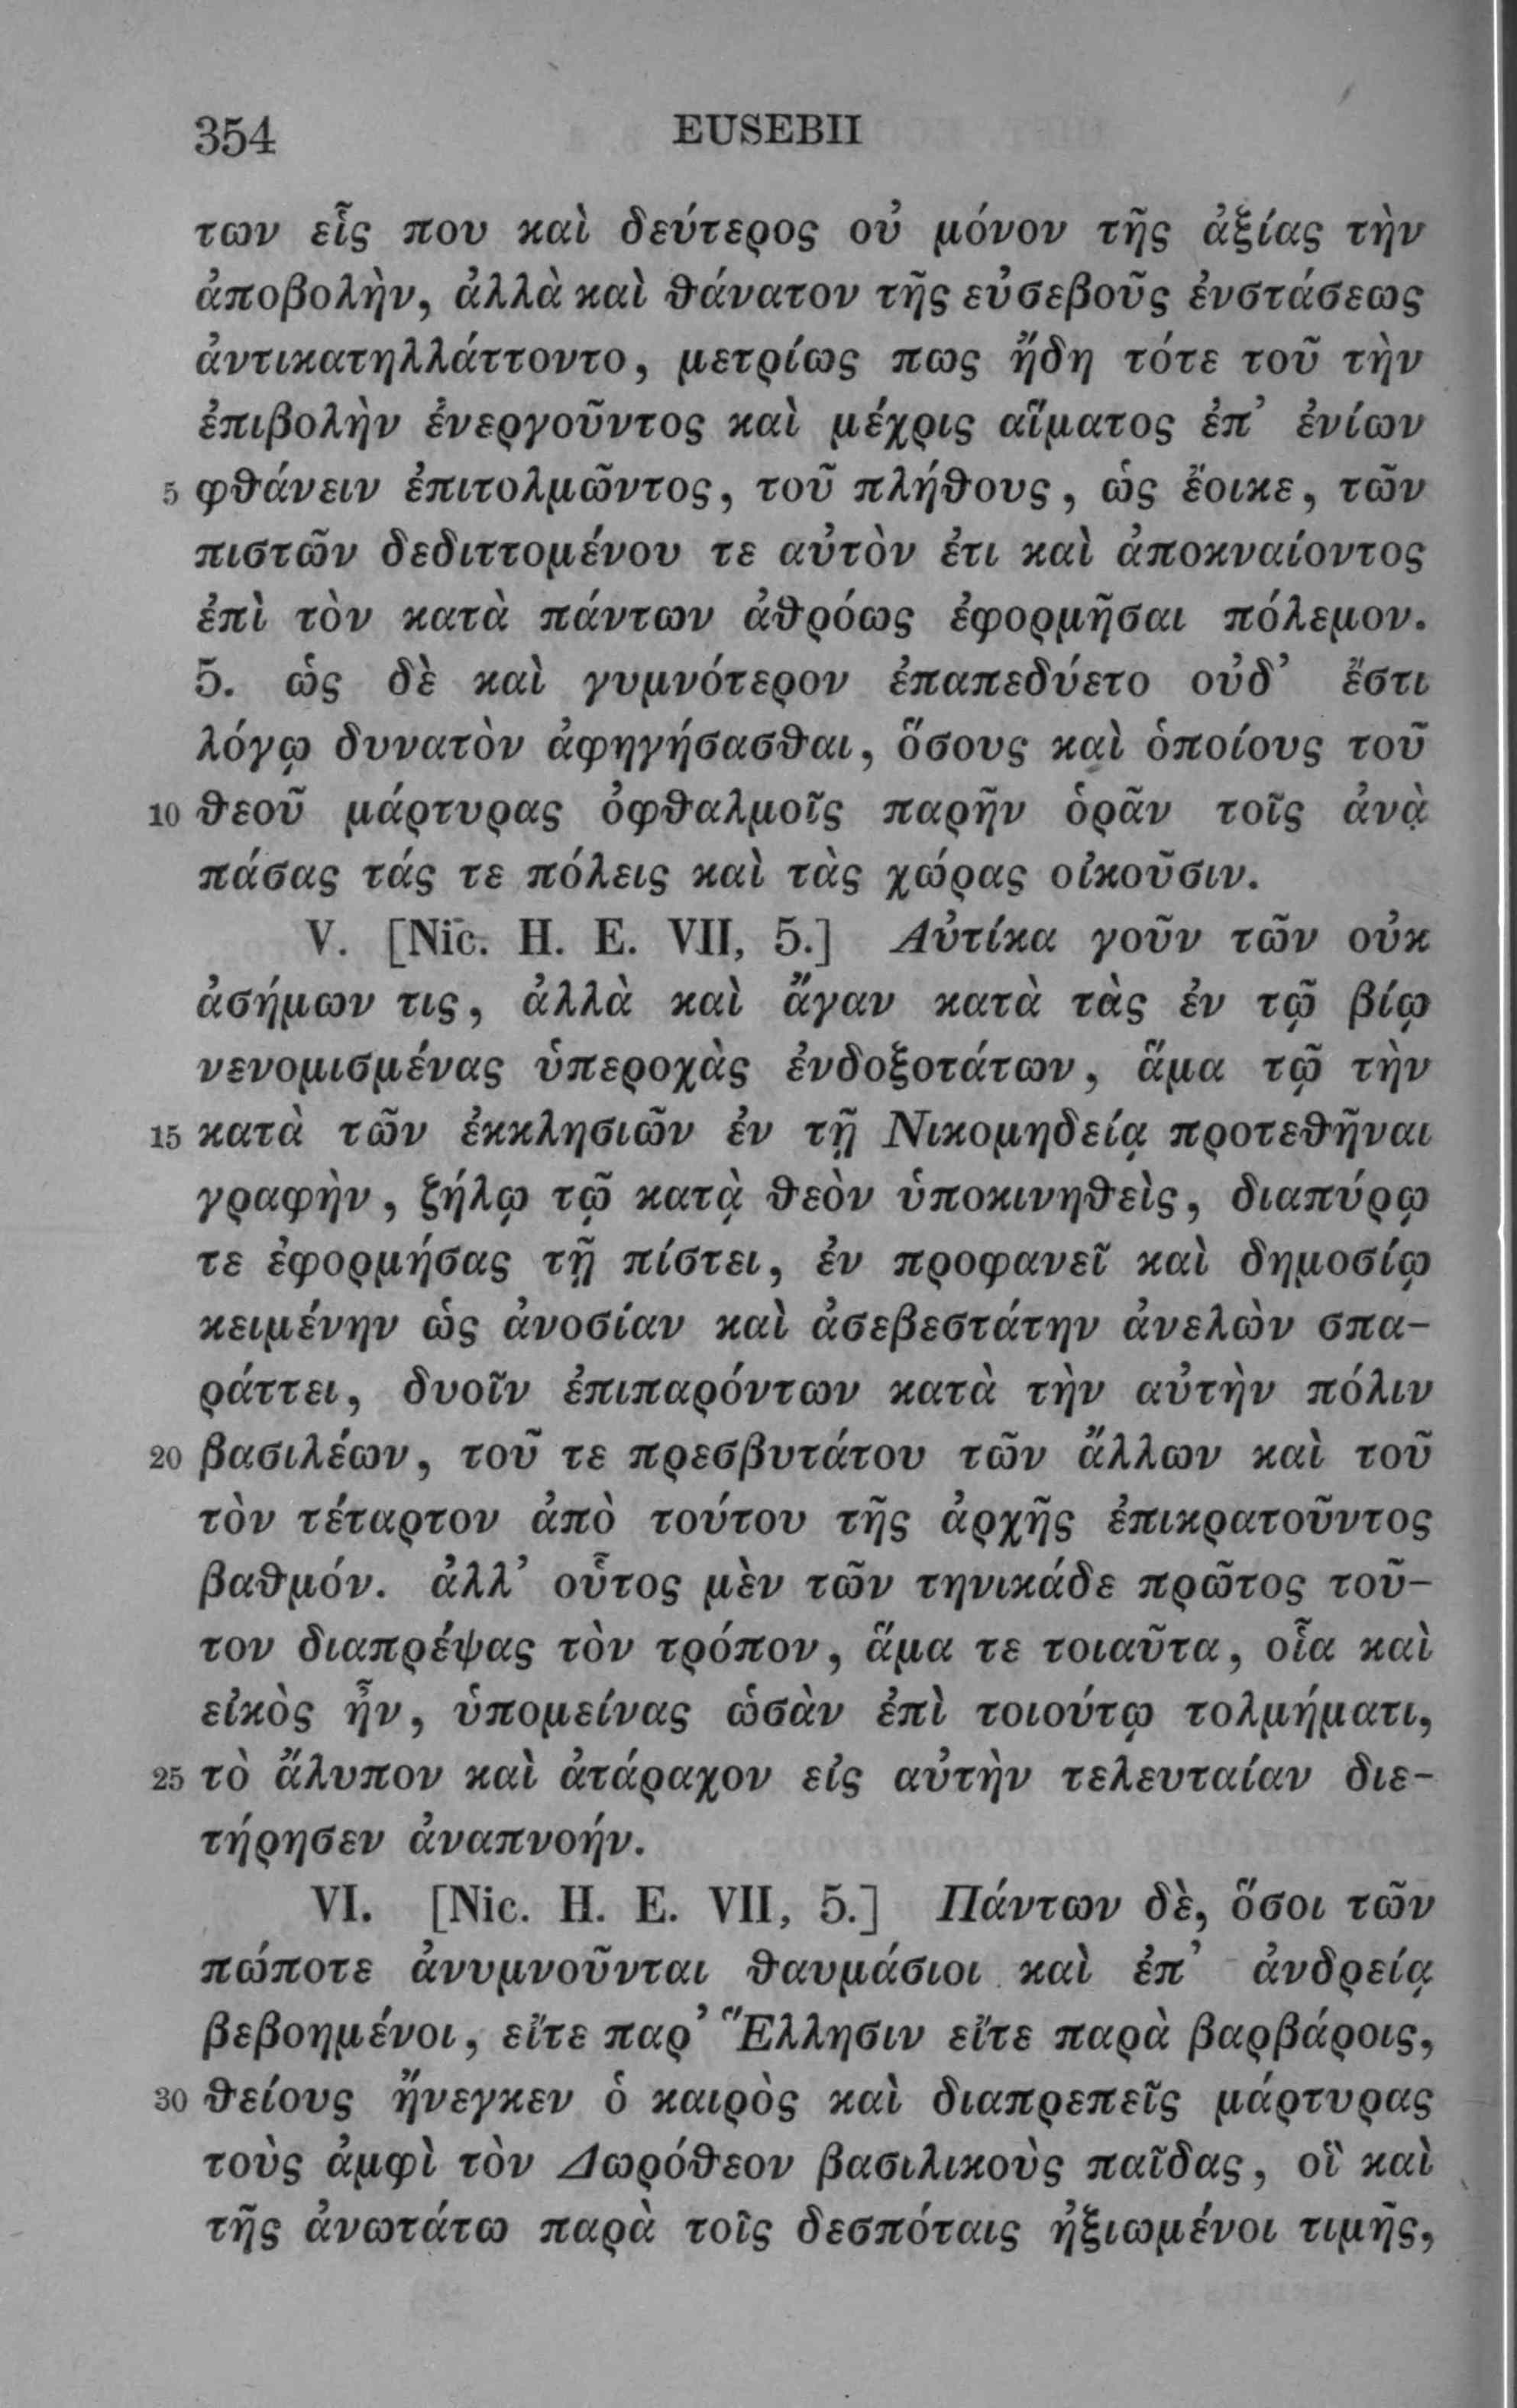 354 EUSEBII
των εἷς που καὶ δεύτερος οὐ μόνον τῆς ἀξίας τὴν
ἀποβολὴν, ἀλλὰ καὶ θάνατον τῆς εὐσεβοῦς ἐνστάσεως
ἀντικατηλλάττοντο, μετρίως πως ἤδη τότε τοῦ τὴν
ἐπιβολὴν ἐνεργοῦντος καὶ μέχρις αἵματος ἐπ’ ἐνίων
5 φθάνειν ἐπιτολμῶντος, τοῦ πλήθους, ὡς ἔοικε, τῶν
πιστῶν δεδιττομένου τε αὐτὸν ἔτι καὶ ἀποκναίοντος
ἐπὶ τὸν κατὰ πάντων ἀθρόως ἐφορμῆσαι πόλεμον.
5. ὡς δὲ καὶ γυμνότερον ἐπαπεδύετο οὐδ’ ἔστι
λόγῳ δυνατὸν ἀφηγήσασθαι, ὅσους καὶ ὁποίους τοῦ
10 θεοῦ μάρτυρας ὀφθαλμοῖς παρῆν ὁρᾶν τοῖς ἀνὰ
πάσας τάς τε πόλεις καὶ τὰς χώρας οἰκοῦσιν.
V. [Nic. H. E. VII, 5.] Αὐτίκα γοῦν τῶν οὐκ
ἀσήμων τις, ἀλλὰ καὶ ἄγαν κατὰ τὰς ἐν τῷ βίῳ
νενομισμένας ὑπεροχὰς ἐνδοξοτάτων, ἅμα τῷ τὴν
15 κατὰ τῶν ἐκκλησιῶν ἐν τῇ Νικομηδείᾳ προτεθῆναι
γραφὴν, ζήλῳ τῷ κατὰ θεὸν ὑποκινηθεὶς, διαπύρῳ
τε ἐφορμήσας τῇ πίστει, ἐν προφανεῖ καὶ δημοσίῳ
κειμένην ὡς ἀνοσίαν καὶ ἀσεβεστάτην ἀνελὼν σπα-
ράττει, δυοῖν ἐπιπαρόντων κατὰ τὴν αὐτὴν πόλιν
20 βασιλέων, τοῦ τε πρεσβυτάτου τῶν ἄλλων καὶ τοῦ
τὸν τέταρτον ἀπὸ τούτου τῆς ἀρχῆς ἐπικρατοῦντος
βαθμόν. ἀλλ’ οὗτος μὲν τῶν τηνικάδε πρῶτος τοῦ-
τον διαπρέψας τὸν τρόπον, ἅμα τε τοιαῦτα, οἷα καὶ
εἰκὸς ἦν, ὑπομείνας ὡσὰν ἐπὶ τοιούτῳ τολμήματι,
25 τὸ ἄλυπον καὶ ἀτάραχον εἰς αὐτὴν τελευταίαν διε-
τήρησεν ἀναπνοήν.
VI. [Nic. H. E. VII, 5.] Πάντων δὲ, ὅσοι τῶν
πώποτε ἀνυμνοῦνται θαυμάσιοι καὶ ἐπ’ ἀνδρείᾳ
βεβοημένοι, εἴτε παρ’ Ἕλλησιν εἴτε παρὰ βαρβάροις,
30 θείους ἤνεγκεν ὁ καιρὸς καὶ διαπρεπεῖς μάρτυρας
τοὺς ἀμφὶ τὸν Δωρόθεον βασιλικοὺς παῖδας, οἳ καὶ
τῆς ἀνωτάτω παρὰ τοῖς δεσπόταις ἠξιωμένοι τιμῆς,